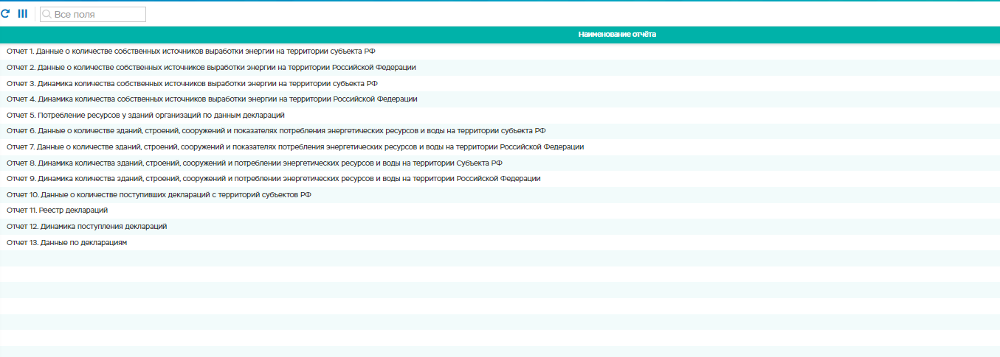 Все поля
Наименование отчёта
Отчет 1. Данные о количестве собственных источников выработки энергии на территории субъекта РФ
Отчет 2. Данные о количестве собственных источников выработки энергии на территории Российской Федерации
Отчет 3. Динамика количества собственных источников выработки энергии на территории субъекта РФ
Отчет 4. Динамика количества собственных источников выработки энергии на территории Российской Федерации
Отчет 5. Потребление ресурсов у зданий организаций по данным деклараций
Отчет 6. Данные о количестве зданий, строений, сооружений и показателях потребления энергетических ресурсов и воды на территории субъекта РФ
Отчет 7. Данные о количестве зданий, строений, сооружений и показателях потребления энергетических ресурсов и воды на территории Российской Федерации
Отчет 8. Динамика количества зданий, строений, сооружений и потреблении энергетических ресурсов и воды на территории Субъекта РФ
Отчет 9. Динамика количества зданий, строений, сооружений и потреблении энергетических ресурсов и воды на территории Российской Федерации
Отчет 10. Данные о количестве поступивших деклараций с территорий субъектов РФ
Отчет 11. Реестр деклараций
Отчет 12. Динамика поступления деклараций
Отчет 13. Данные по декларациям